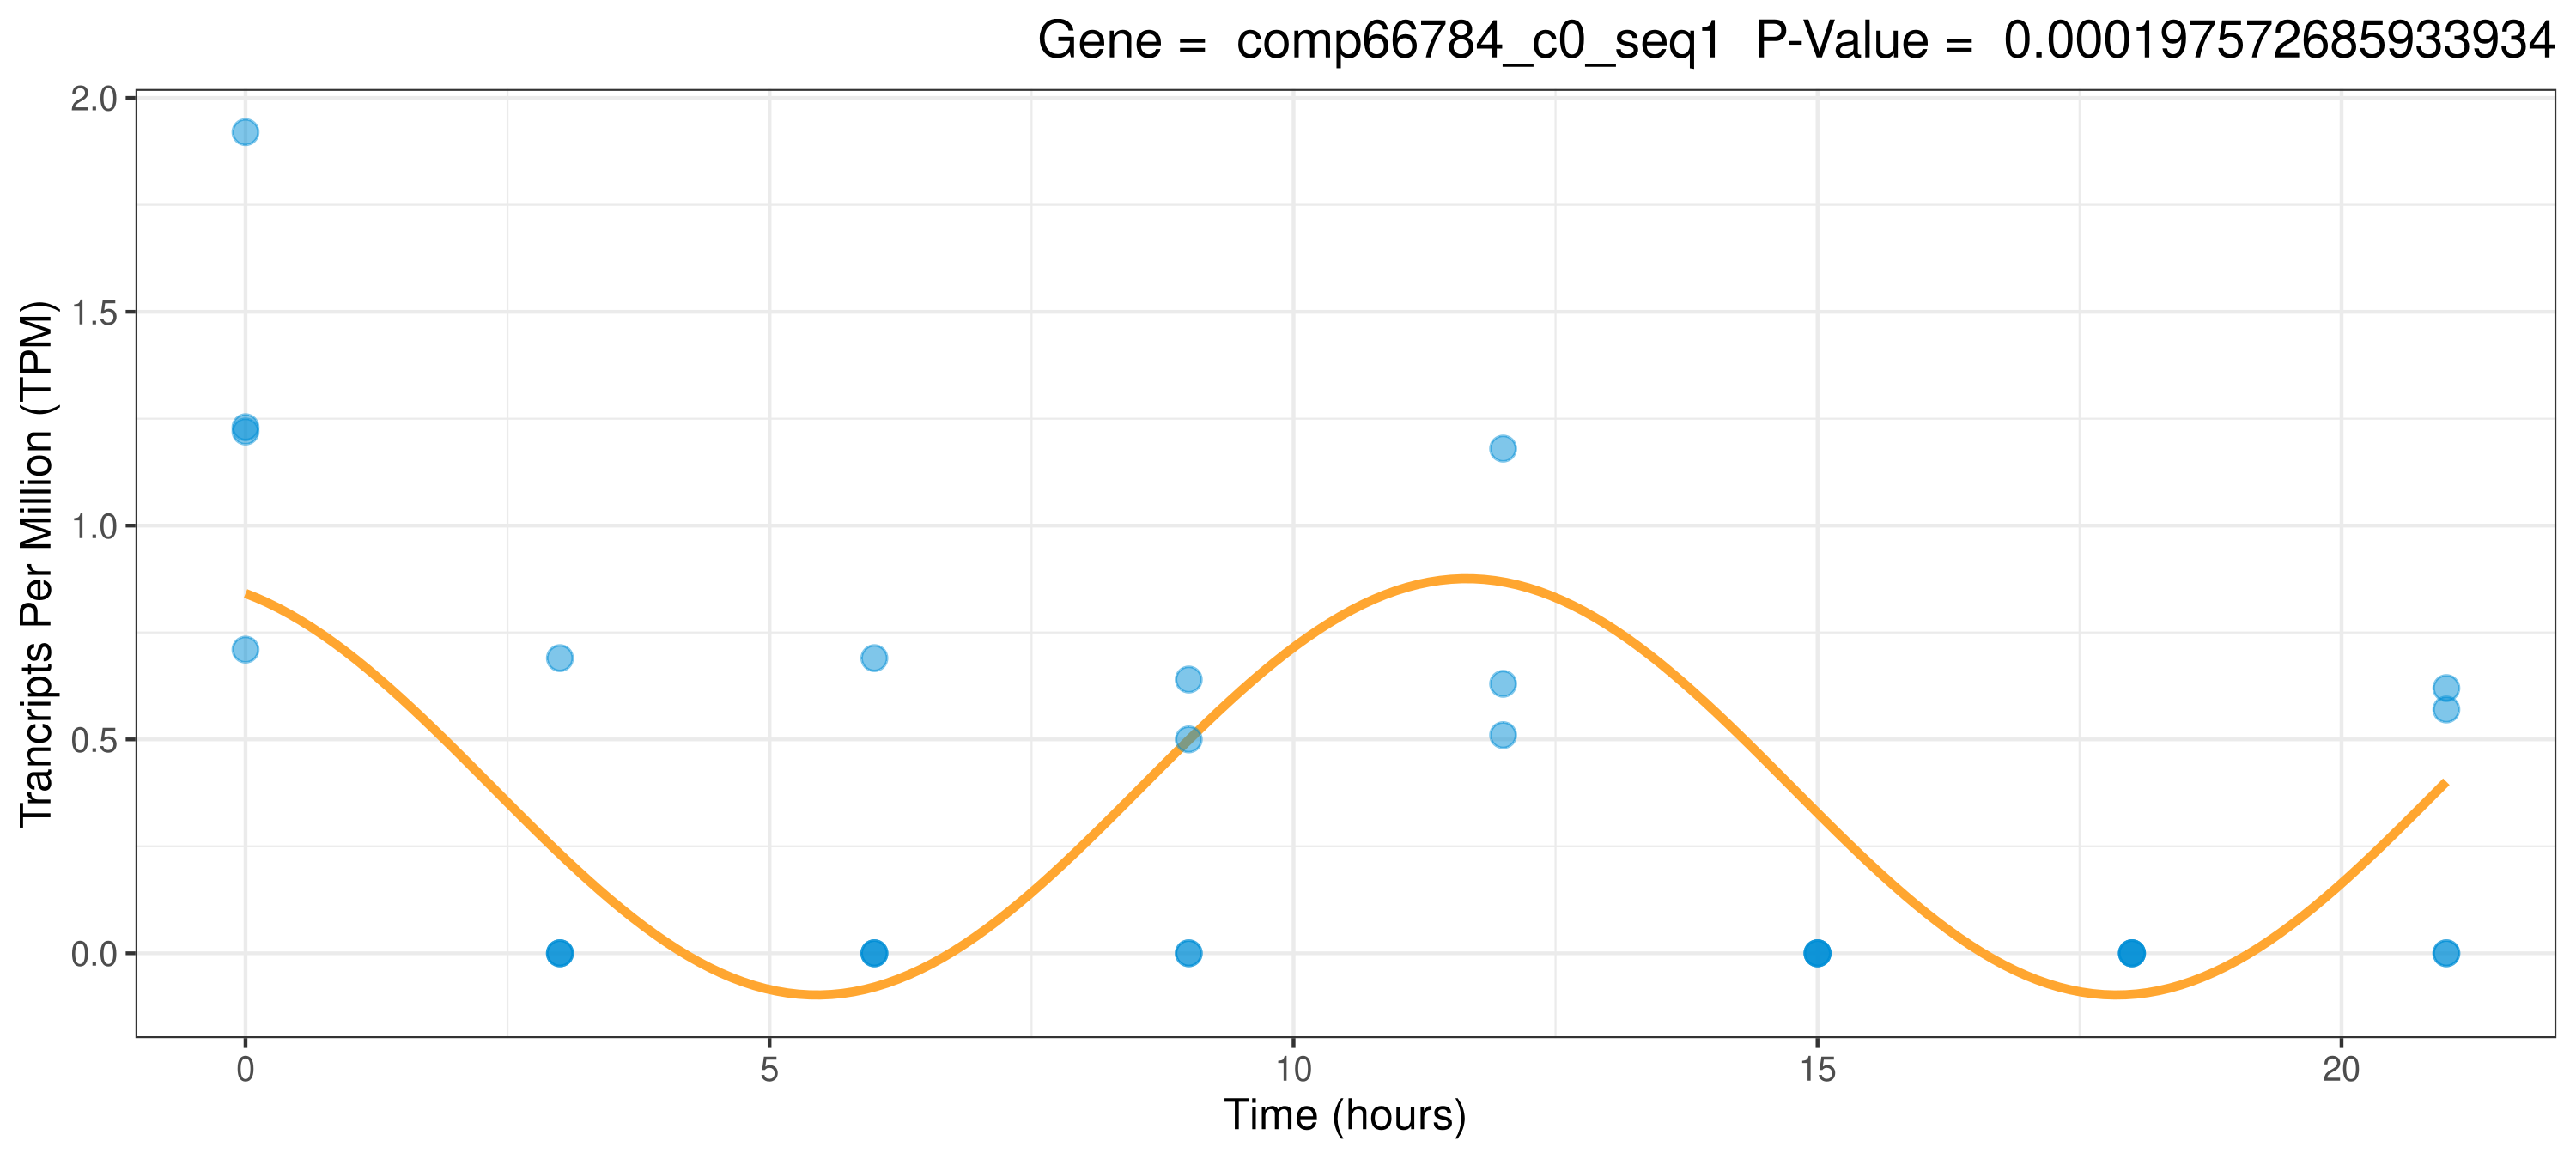 Gene =  comp66784_c0_seq1  P-Value =  0.000197572685933934
Trancripts Per Million (TPM)
2.0
1.5
1.0
0.5
0.0
0 5 10 15 20
Time (hours)